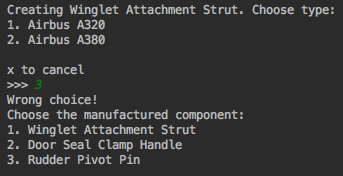 Creating Winglet Attachment Strut. Choose type:
1. Airbus A320
2. Airbus A380

x to cancel
>>> 3
Wrong choice!
Choose the manufactured component:
1. Winglet Attachment Strut
2. Door Seal Clamp Handle
3. Rudder Pivot Pin